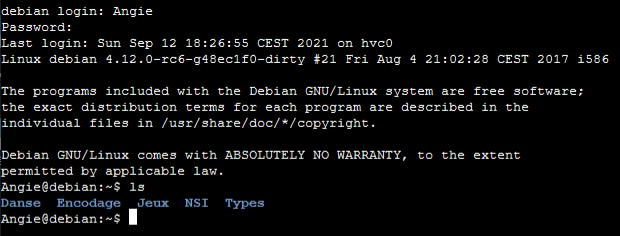 debian login: Angie
Password:
Last login: Sun Sep 12 18:26:55 CEST 2021 on hvc0
Linux debian 4.12.0-rc6-g48ec1f0-dirty #21 Fri Aug 4 21:02:28 CEST 2017 i586
The programs included with the Debian GNU/Linux system are free software;
the exact distribution terms for each program are described in the
individual files in /usr/share/doc/*/copyright.
Debian GNU/Linux comes with ABSOLUTELY NO WARRANTY, to the extent
permitted by applicable law.
Angie@debian:~$ ls
Danse  Encodage  Jeux  NSI  Types
Angie@debian:~$